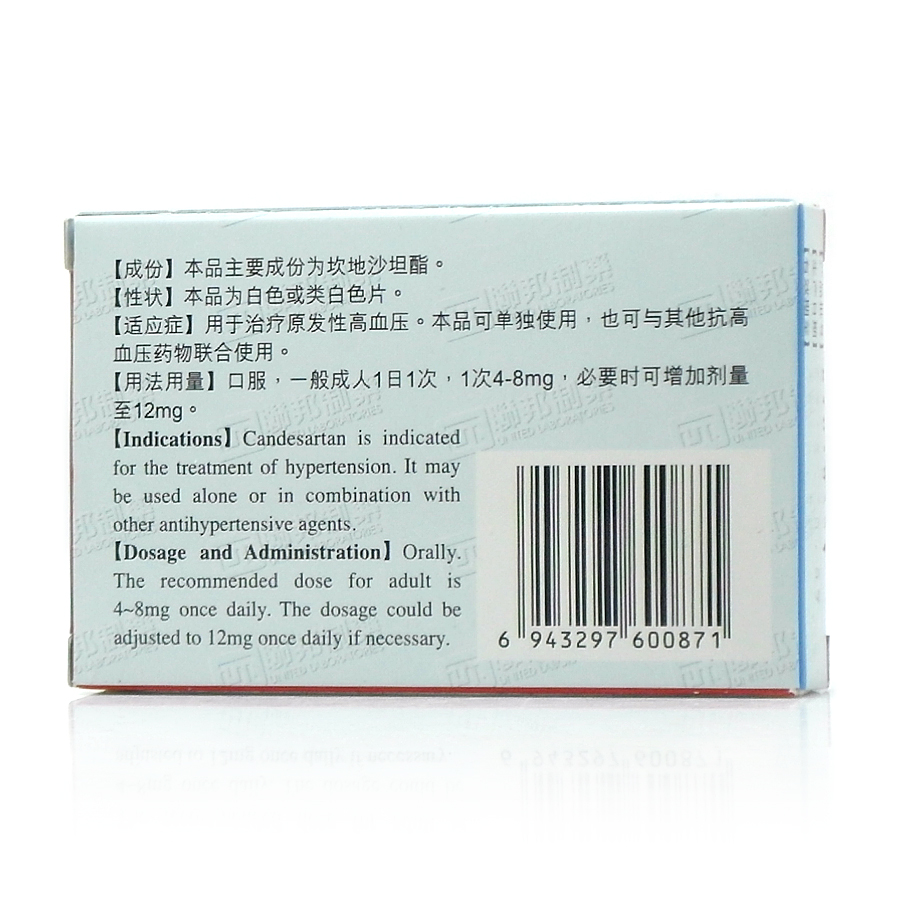 【成份】本品主要成份为坎地沙坦酯。
【性状】本品为白色或类白色片。
【适应症】用于治疗原发性高血压。本品可单独使用，也可与其他抗高
血压药物联合使用。
【用法用量】口服，一般成人1日1次，1次4-8mg，必要时可增加剂量
至12mg。
【Indications】Candesartan is indicated
for the treatment of hypertension. It may
be used alone or in combination with
other antihypertensive agents.
【Dosage and Administration】Orally.
The recommended dose for adult is
4~8mg once daily. The dosage could be
adjusted to 12mg once daily if necessary.
6 943297 600871
联邦制药
UNITED LABORATORIES